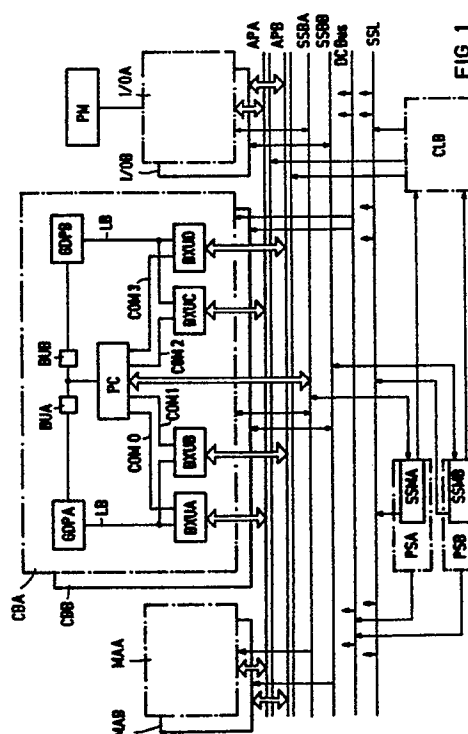 FIG 1
PM
I/OA
I/OB
APA
APB
SSBA
SSBB
DC Bus
SSL
CLB
GDPB
LB
BXUD
BXUC
COM 3
COM 2
BUB
PC
BUA
COM 1
COM 0
BXUB
BXUA
GDPA
LB
CBA
CBB
MAA
MAB
SSMA
PSA
SSMB
PSB